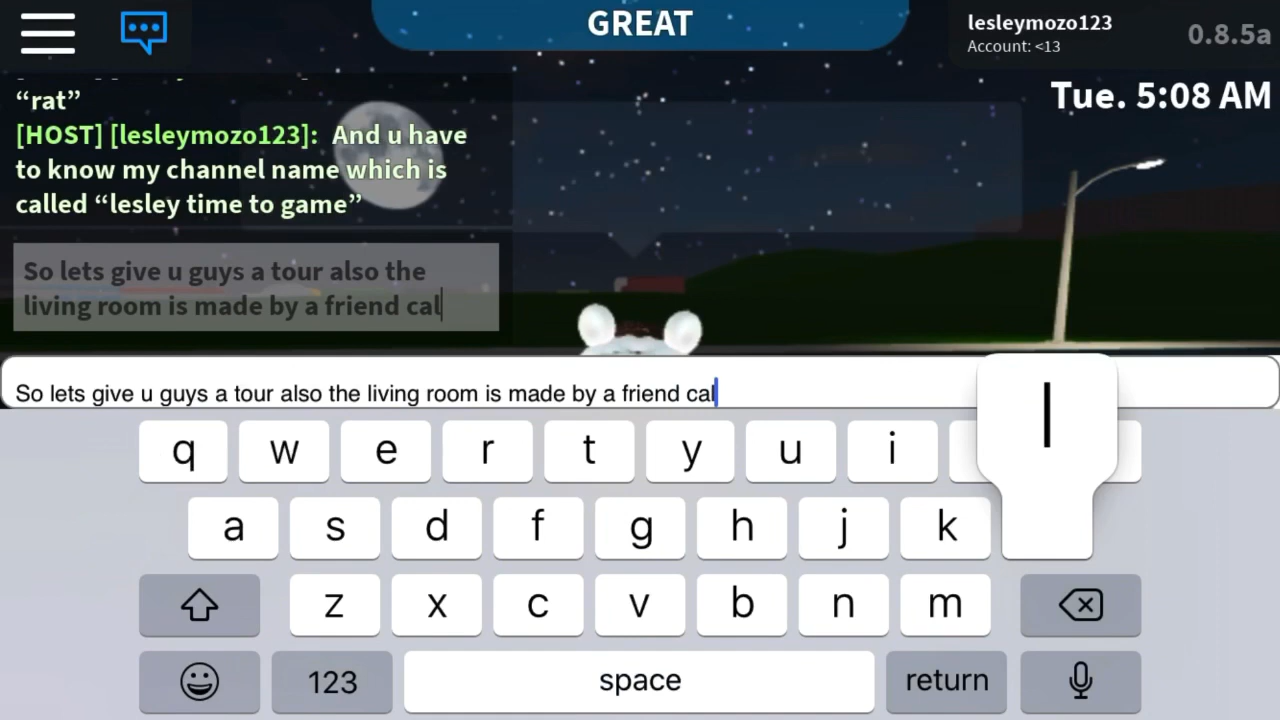 GREAT
lesleymozo123
Account: <13
0.8.5a
Tue. 5:08 AM
“rat”
[HOST] [lesleymozo123]: And u have
to know my channel name which is
called “lesley time to game”
So lets give u guys a tour also the
living room is made by a friend cal
So lets give u guys a tour also the living room is made by a friend cal
q w e r t y u i
a s d f g h j k l
z x c v b n m
123 space return